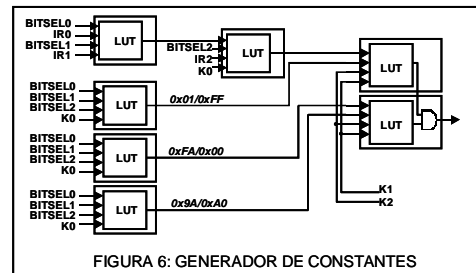 BITSEL0
IR0
BITSEL1
IR1
LUT
BITSEL2
IR2
K0
LUT
LUT
BITSEL0
BITSEL1
BITSEL2
K0
LUT
0x01/0xFF
LUT
BITSEL0
BITSEL1
BITSEL2
K0
LUT
0xFA/0x00
BITSEL0
BITSEL1
BITSEL2
K0
LUT
0x9A/0xA0
K1
K2
FIGURA 6: GENERADOR DE CONSTANTES